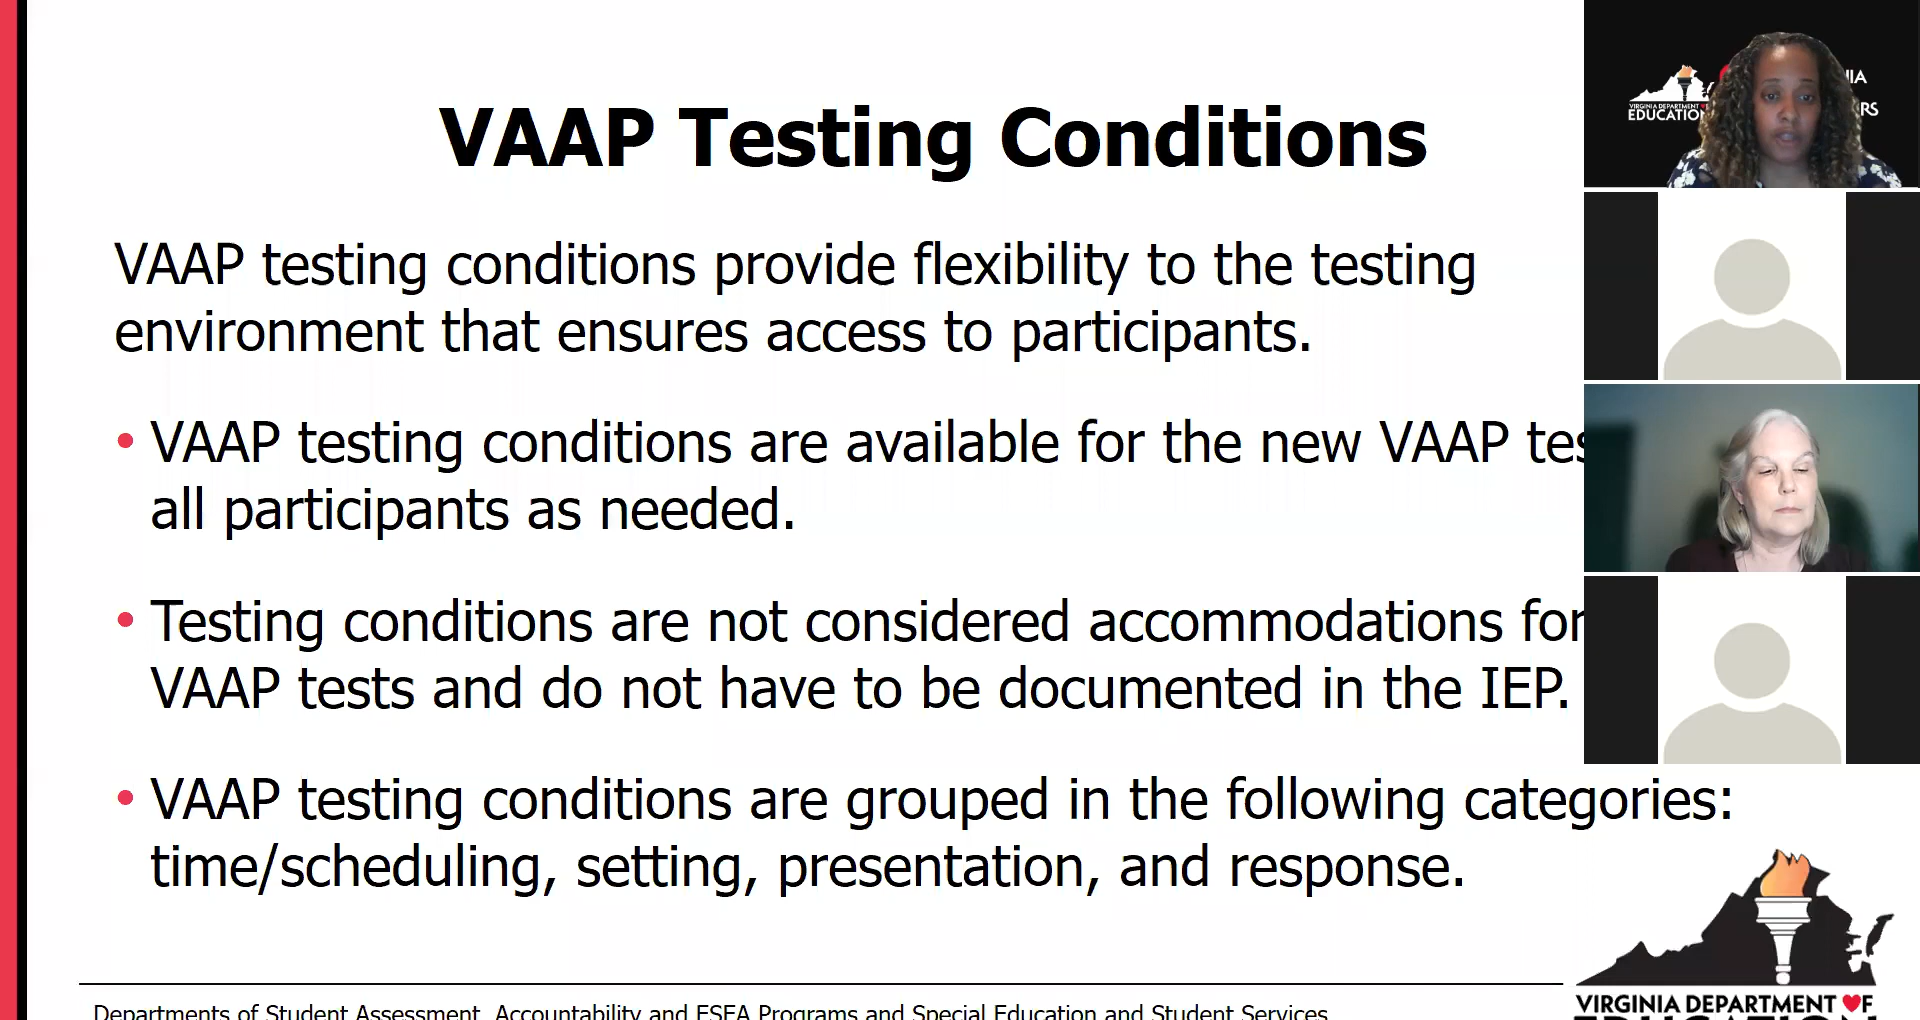 VAAP Testing Conditions
VAAP testing conditions provide flexibility to the testing
environment that ensures access to participants.
• VAAP testing conditions are available for the new VAAP
all participants as needed.
• Testing conditions are not considered accommodations for
VAAP tests and do not have to be documented in the IEP.
• VAAP testing conditions are grouped in the following categories:
time/scheduling, setting, presentation, and response.
Departments of Student Assessment, Accountability and ESEA Programs and Special Education and Student Services
VIRGINIA DEPARTMENT OF
EDUCATION
VIRGINIA DEPARTMENT
EDUCATION